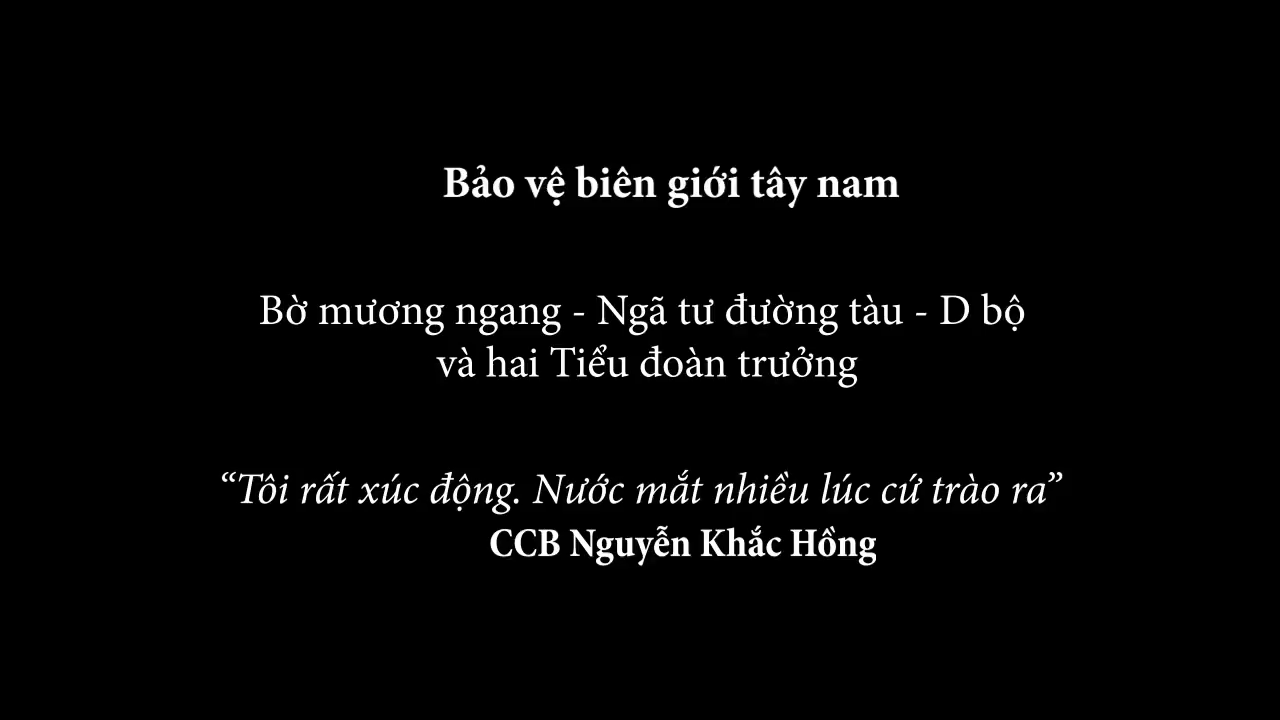 Bảo vệ biên giới tây nam
Bờ mương ngang - Ngã tư đường tàu - D bộ
và hai Tiểu đoàn trưởng
“Tôi rất xúc động. Nước mắt nhiều lúc cứ trào ra”
CCB Nguyễn Khắc Hồng